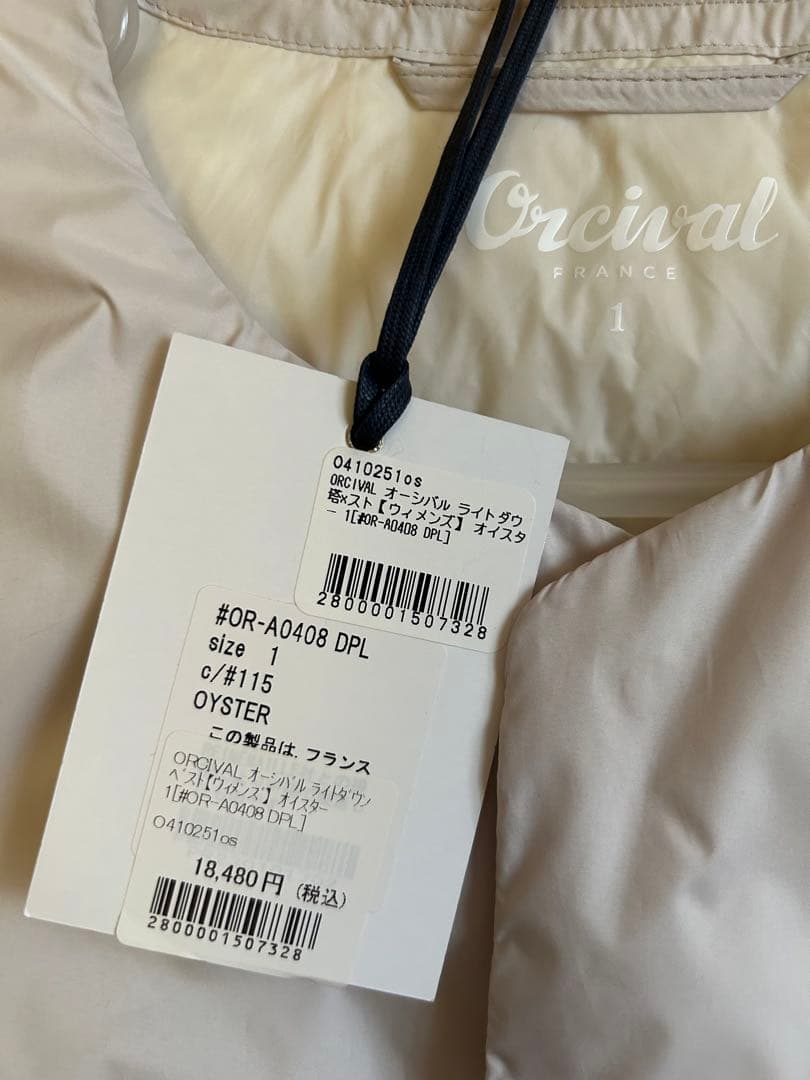 Orcival
FRANCE
1
O410251os
ORCIVAL オーシバル ライトダウ
塔×スト【ウィメンズ】 オイスタ
ー 1[#OR-A0408 DPL]
2800001507328
#OR-A0408 DPL
size 1
c/#115
OYSTER
この製品は、フランス
ORCIVAL オーシバル ライトダウン
ベスト【ウィメンズ】 オイスター
1[#OR-A0408 DPL]
O410251os
18,480円 (税込)
2800001507328